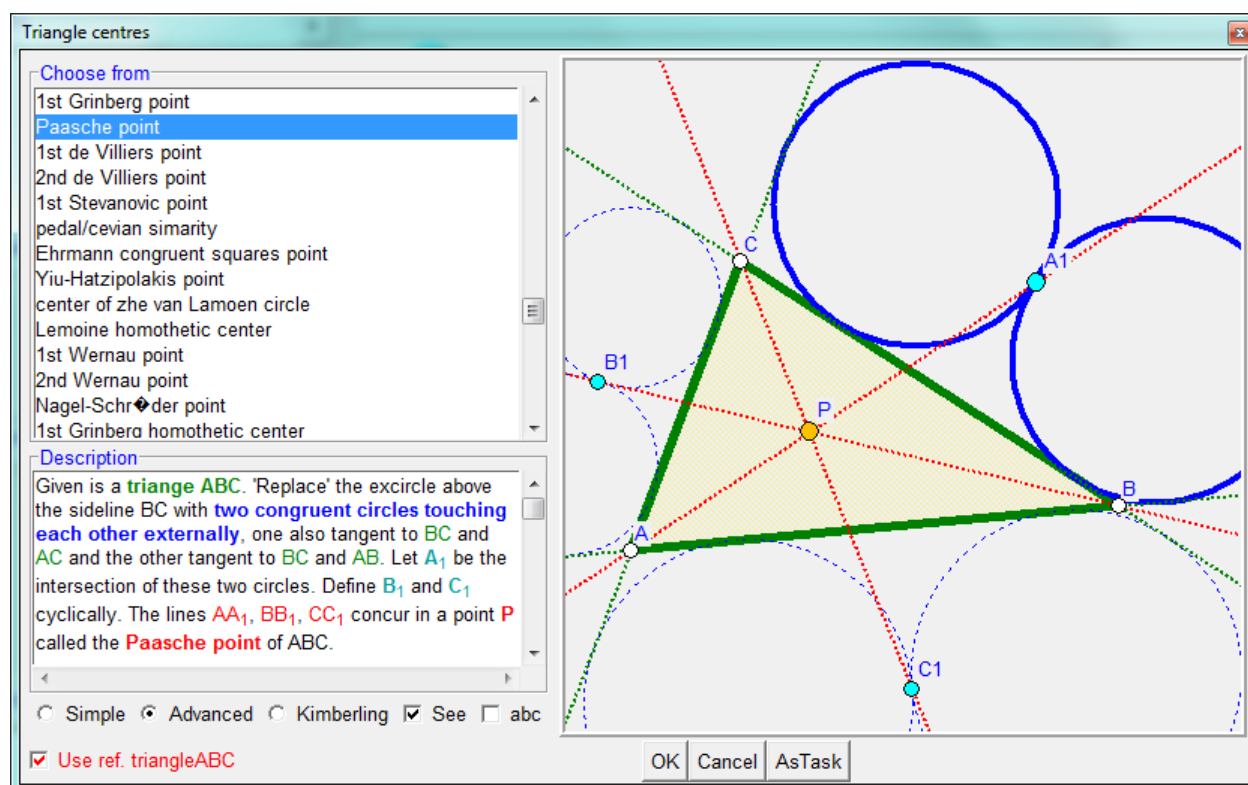 Triangle centres
Choose from
1st Grinberg point
Paasche point
1st de Villiers point
2nd de Villiers point
1st Stevanovic point
pedal/cevian simarity
Ehrmann congruent squares point
Yiu-Hatzipolakis point
center of zhe van Lamoen circle
Lemoine homothetic center
1st Wernau point
2nd Wernau point
Nagel-Schr�der point
1st Grinberg homothetic center
Description
Given is a triange ABC. 'Replace' the excircle above
the sideline BC with two congruent circles touching
each other externally, one also tangent to BC and
AC and the other tangent to BC and AB. Let A1 be the
intersection of these two circles. Define B1 and C1
cyclically. The lines AA1, BB1, CC1 concur in a point P
called the Paasche point of ABC.
Simple Advanced Kimberling See abc
Use ref. triangleABC
C
A1
B1
P
B
A
C1
OK Cancel AsTask